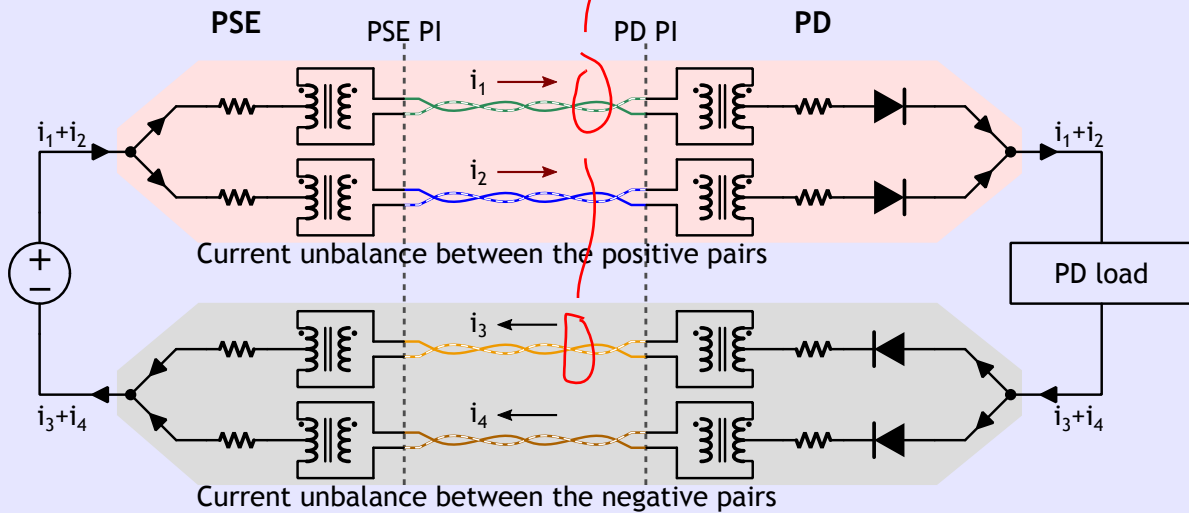 PSE
PD
PSE PI
PD PI
i1
i1+i2
i1+i2
i2
Current unbalance between the positive pairs
+
−
PD load
i3
i3+i4
i3+i4
i4
Current unbalance between the negative pairs